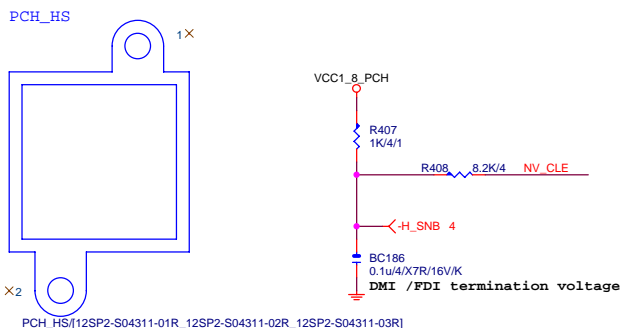 PCH_HS
1
VCC1_8_PCH
R407
1K/4/1
R408 8.2K/4 NV_CLE
-H_SNB 4
BC186
0.1u/4/X7R/16V/K
DMI /FDI termination voltage
2
PCH_HS/[12SP2-S04311-01R_12SP2-S04311-02R_12SP2-S04311-03R]